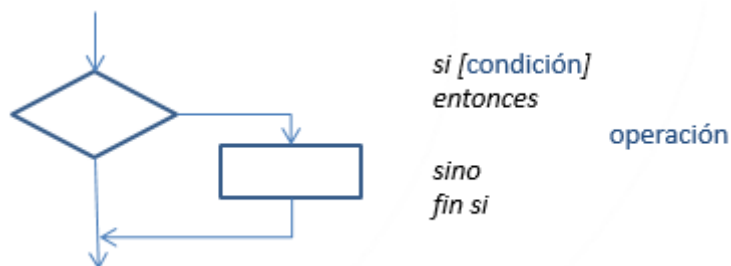 si [condición]
entonces
operación
sino
fin si